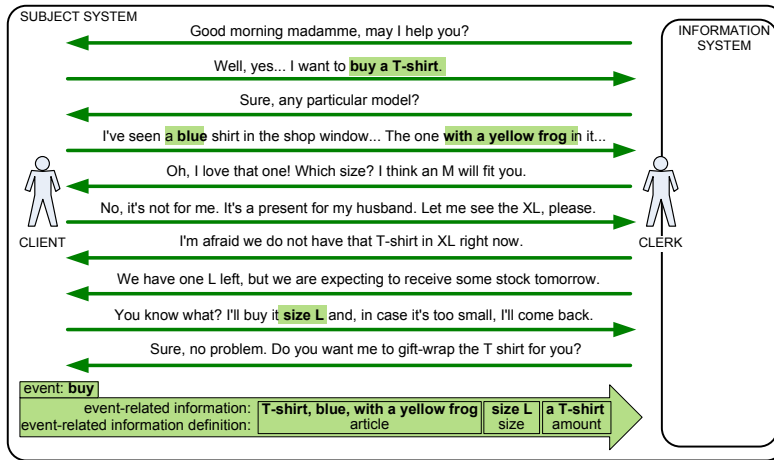 SUBJECT SYSTEM
Good morning madamme, may I help you?
INFORMATION
SYSTEM
Well, yes... I want to buy a T-shirt.
Sure, any particular model?
I've seen a blue shirt in the shop window... The one with a yellow frog in it...
Oh, I love that one! Which size? I think an M will fit you.
No, it's not for me. It's a present for my husband. Let me see the XL, please.
CLIENT
CLERK
I'm afraid we do not have that T-shirt in XL right now.
We have one L left, but we are expecting to receive some stock tomorrow.
You know what? I'll buy it size L and, in case it's too small, I'll come back.
Sure, no problem. Do you want me to gift-wrap the T shirt for you?
event: buy
event-related information: T-shirt, blue, with a yellow frog size L a T-shirt
event-related information definition: article size amount